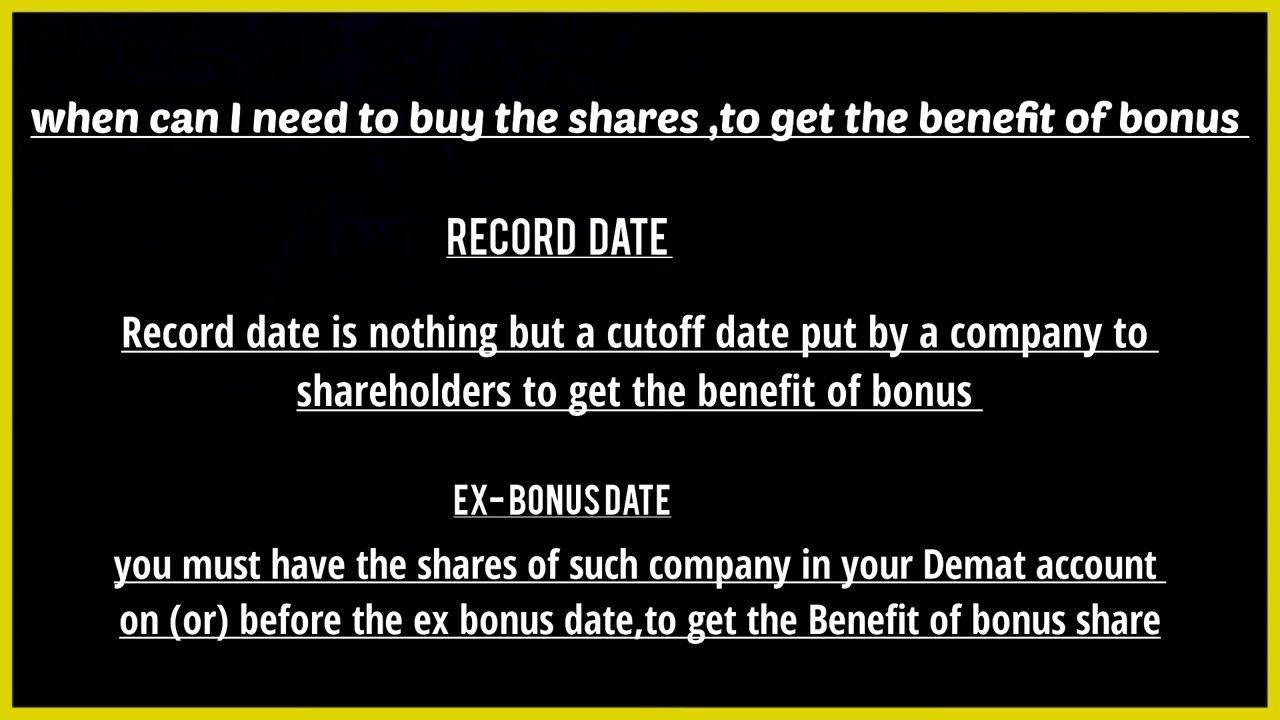 when can I need to buy the shares ,to get the benefit of bonus
RECORD DATE
Record date is nothing but a cutoff date put by a company to
shareholders to get the benefit of bonus
EX-BONUS DATE
you must have the shares of such company in your Demat account
on (or) before the ex bonus date,to get the Benefit of bonus share